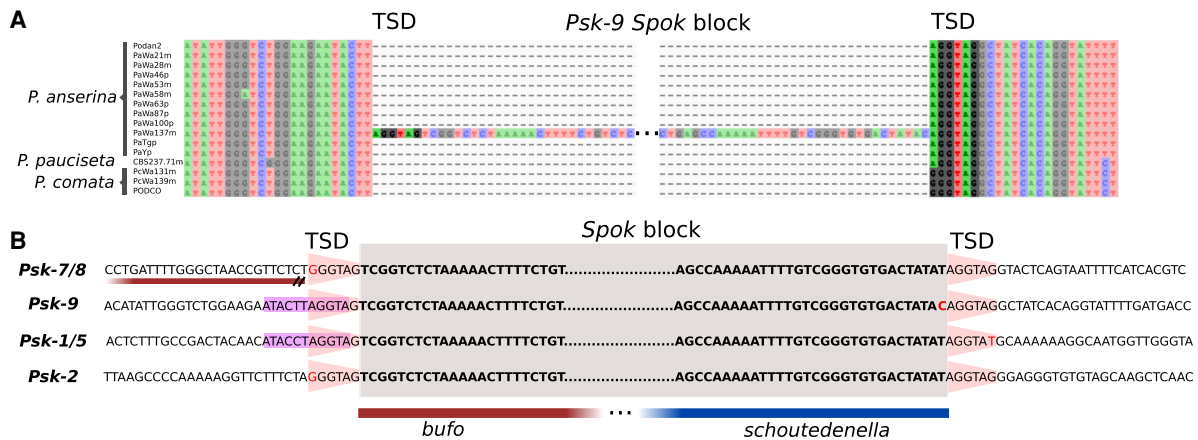 A
TSD Psk-9 Spok block TSD
Podan2
PaWa21m
PaWa28m
PaWa46p
PaWa53m
PaWa58m
PaWa63p
PaWa87p
PaWa100p
PaWa137m
PaTgp
PaYp
CBS237.71m
PcWa131m
PcWa139m
PODCO
P. anserina
P. pauciseta
P. comata
AGGTAGTCGGTCTCTAAAAACTTTTCTGTCTC...CTGAGCCAAAAATTTTGTCGGGTGTGACTATAC
B
TSD Spok block TSD
Psk-7/8 CCTGATTTTGGGCTAACCGTTCTCTGGGTAGTCGGTCTCTAAAAACTTTTCTGT......................AGCCAAAAATTTTGTCGGGTGTGACTATATAGGTAGGTACTCAGTAATTTTCATCACGTC
Psk-9 ACATATTGGGTCTGGAAGAATACTTAGGTAGTCGGTCTCTAAAAACTTTTCTGT......................AGCCAAAAATTTTGTCGGGTGTGACTATACAGGTAGGCTATCACAGGTATTTTGATGACC
Psk-1/5 ACTCTTTGCCGACTACAACATACCTAGGTAGTCGGTCTCTAAAAACTTTTCTGT......................AGCCAAAAATTTTGTCGGGTGTGACTATATAGGTATGCAAAAAAGGCAATGGTTGGGTA
Psk-2 TTAAGCCCCAAAAAGGTTCTTTCTAGGGTAGTCGGTCTCTAAAAACTTTTCTGT......................AGCCAAAAATTTTGTCGGGTGTGACTATATAGGTAGGGAGGGTGTGTAGCAAGCTCAAC
bufo ... schoutedenella